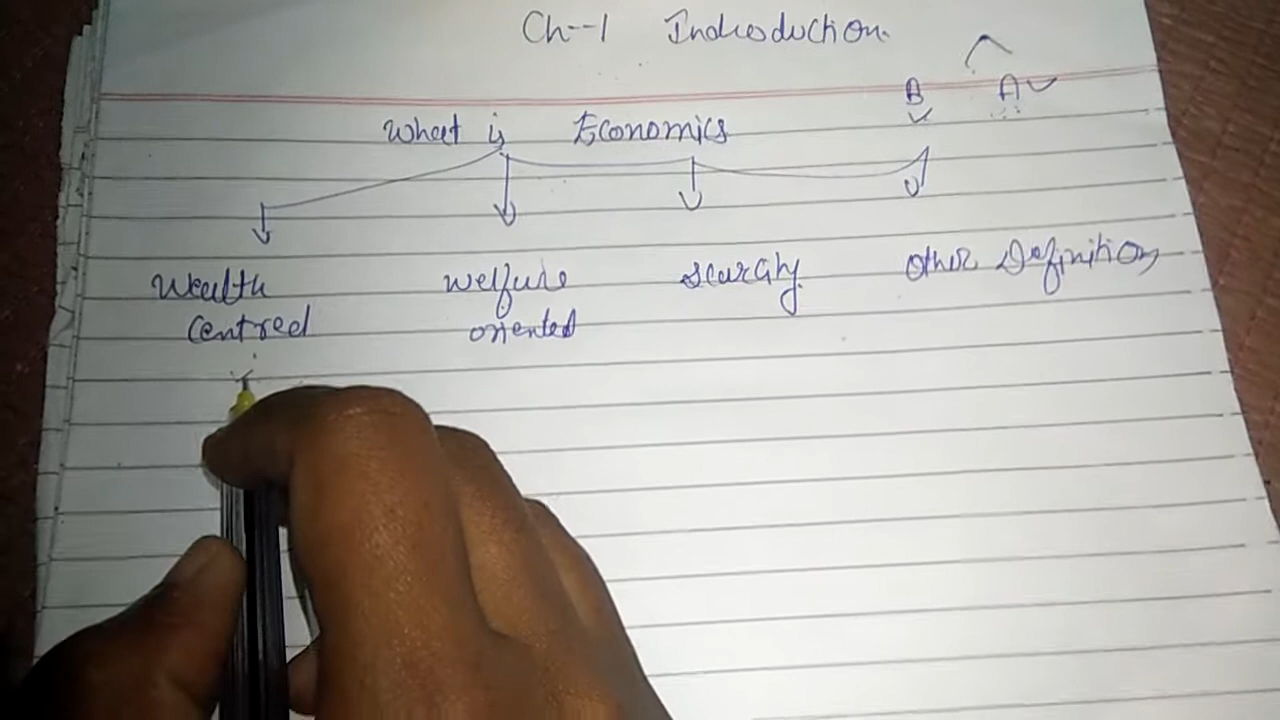 Ch--1 Introduction.
B A
What is Economics
Wealth centred
Welfare oriented
Scarcity
Other Definition